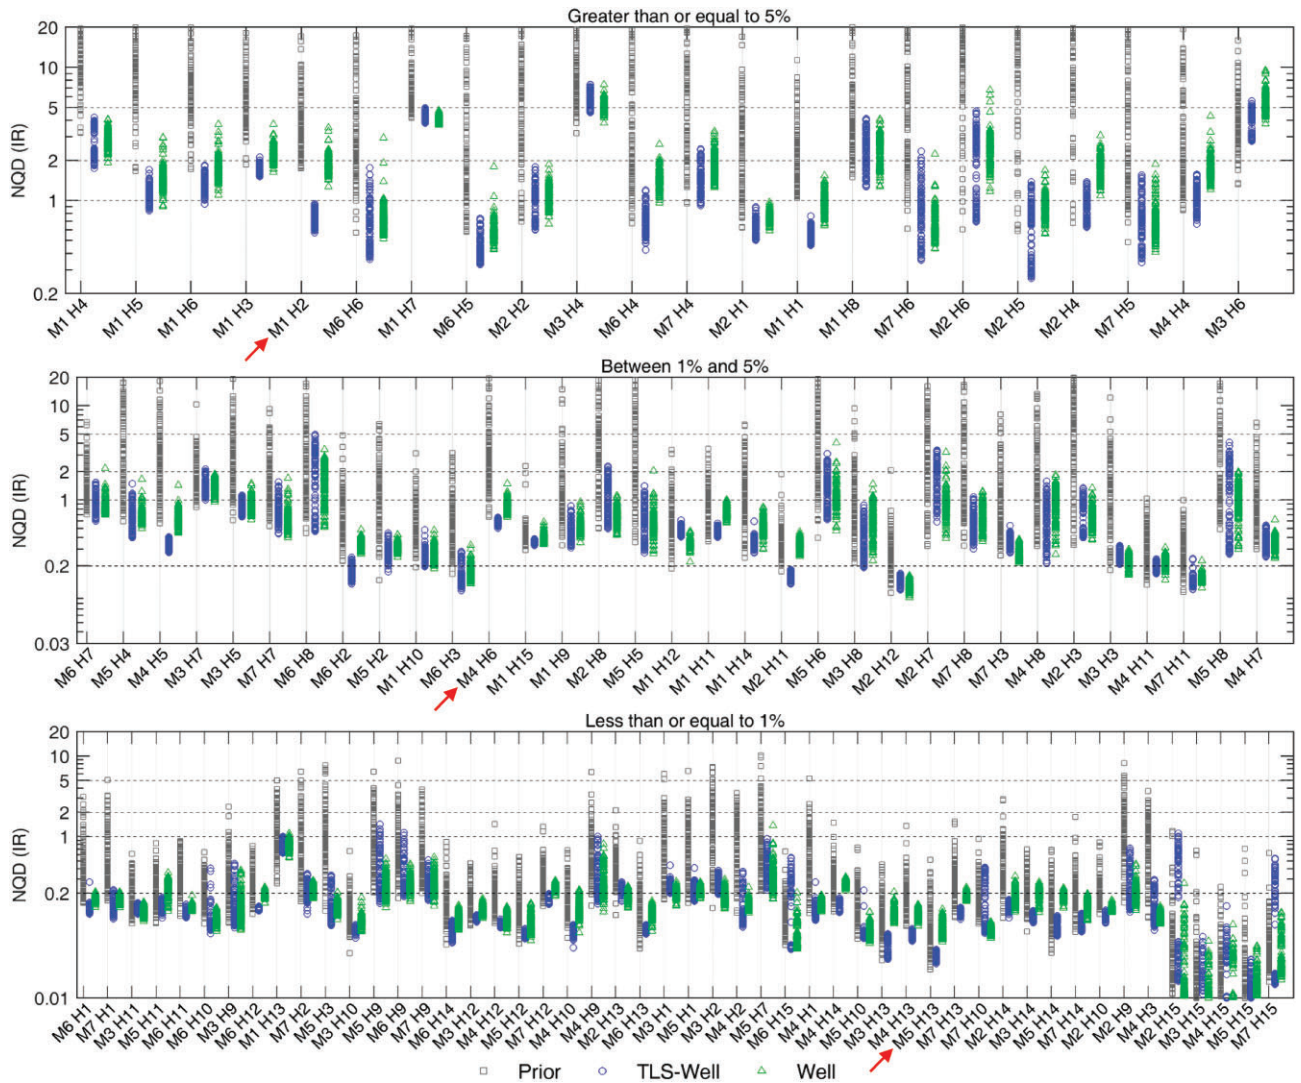 Greater than or equal to 5%
NQD (IR)
20
10
5
2
1
0.2
M1 H4
M1 H5
M1 H6
M1 H3
M1 H2
M6 H6
M1 H7
M6 H5
M2 H2
M3 H4
M6 H4
M7 H4
M2 H1
M1 H1
M1 H8
M7 H6
M2 H6
M2 H5
M2 H4
M7 H5
M4 H4
M3 H6
Between 1% and 5%
NQD (IR)
20
10
5
2
1
0.2
0.03
M6 H7
M5 H4
M4 H5
M3 H7
M3 H5
M7 H7
M6 H8
M6 H2
M5 H2
M1 H10
M6 H3
M4 H6
M1 H15
M1 H9
M2 H8
M5 H5
M1 H12
M1 H11
M1 H14
M2 H11
M5 H6
M3 H8
M2 H12
M2 H7
M7 H8
M7 H3
M4 H8
M2 H3
M3 H3
M4 H11
M7 H11
M5 H8
M4 H7
Less than or equal to 1%
NQD (IR)
20
10
5
2
1
0.2
0.01
M6 H1
M7 H1
M3 H11
M5 H11
M6 H11
M6 H10
M3 H9
M6 H12
M1 H13
M7 H2
M5 H3
M3 H10
M5 H9
M6 H9
M7 H9
M6 H14
M3 H12
M4 H12
M5 H12
M7 H12
M4 H10
M4 H9
M2 H13
M6 H13
M3 H1
M5 H1
M3 H2
M4 H2
M5 H7
M6 H15
M4 H1
M4 H14
M5 H10
M3 H13
M4 H13
M5 H13
M7 H13
M7 H10
M2 H14
M3 H14
M5 H14
M7 H14
M2 H10
M2 H9
M4 H3
M2 H15
M3 H15
M4 H15
M5 H15
M7 H15
Prior TLS-Well Well